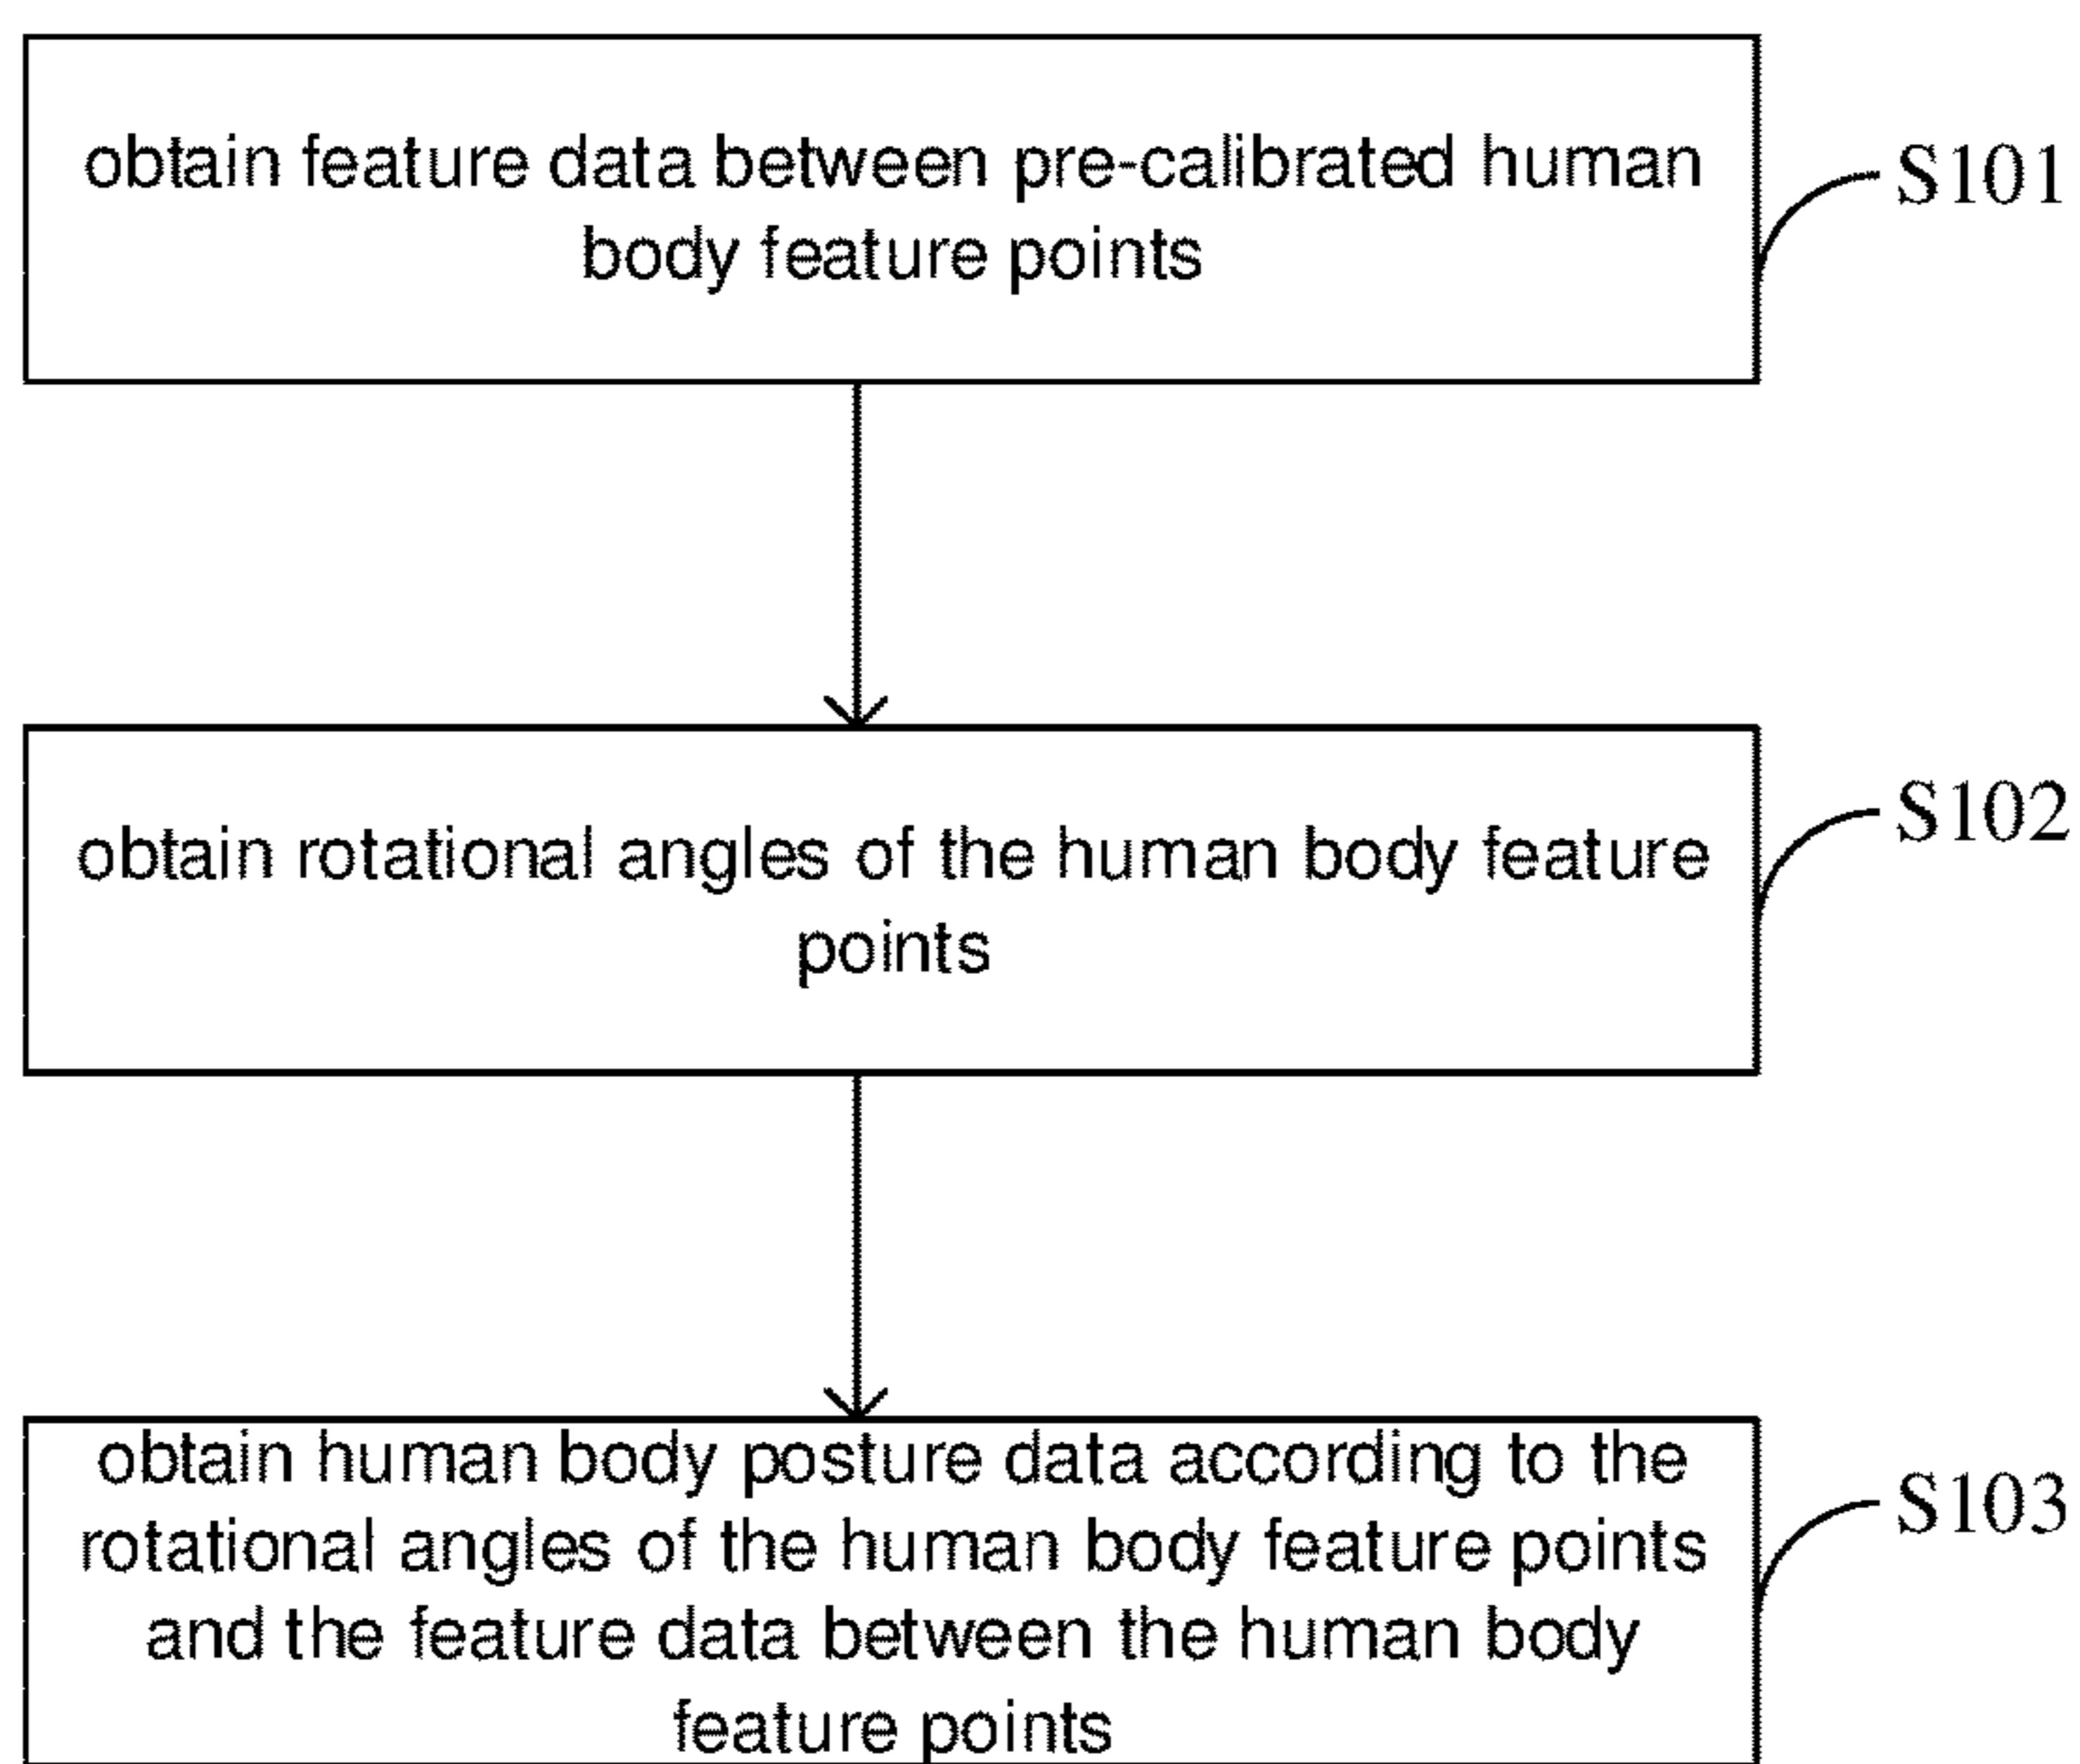 obtain feature data between pre-calibrated human
body feature points
S101
obtain rotational angles of the human body feature
points
S102
obtain human body posture data according to the
rotational angles of the human body feature points
and the feature data between the human body
feature points
S103